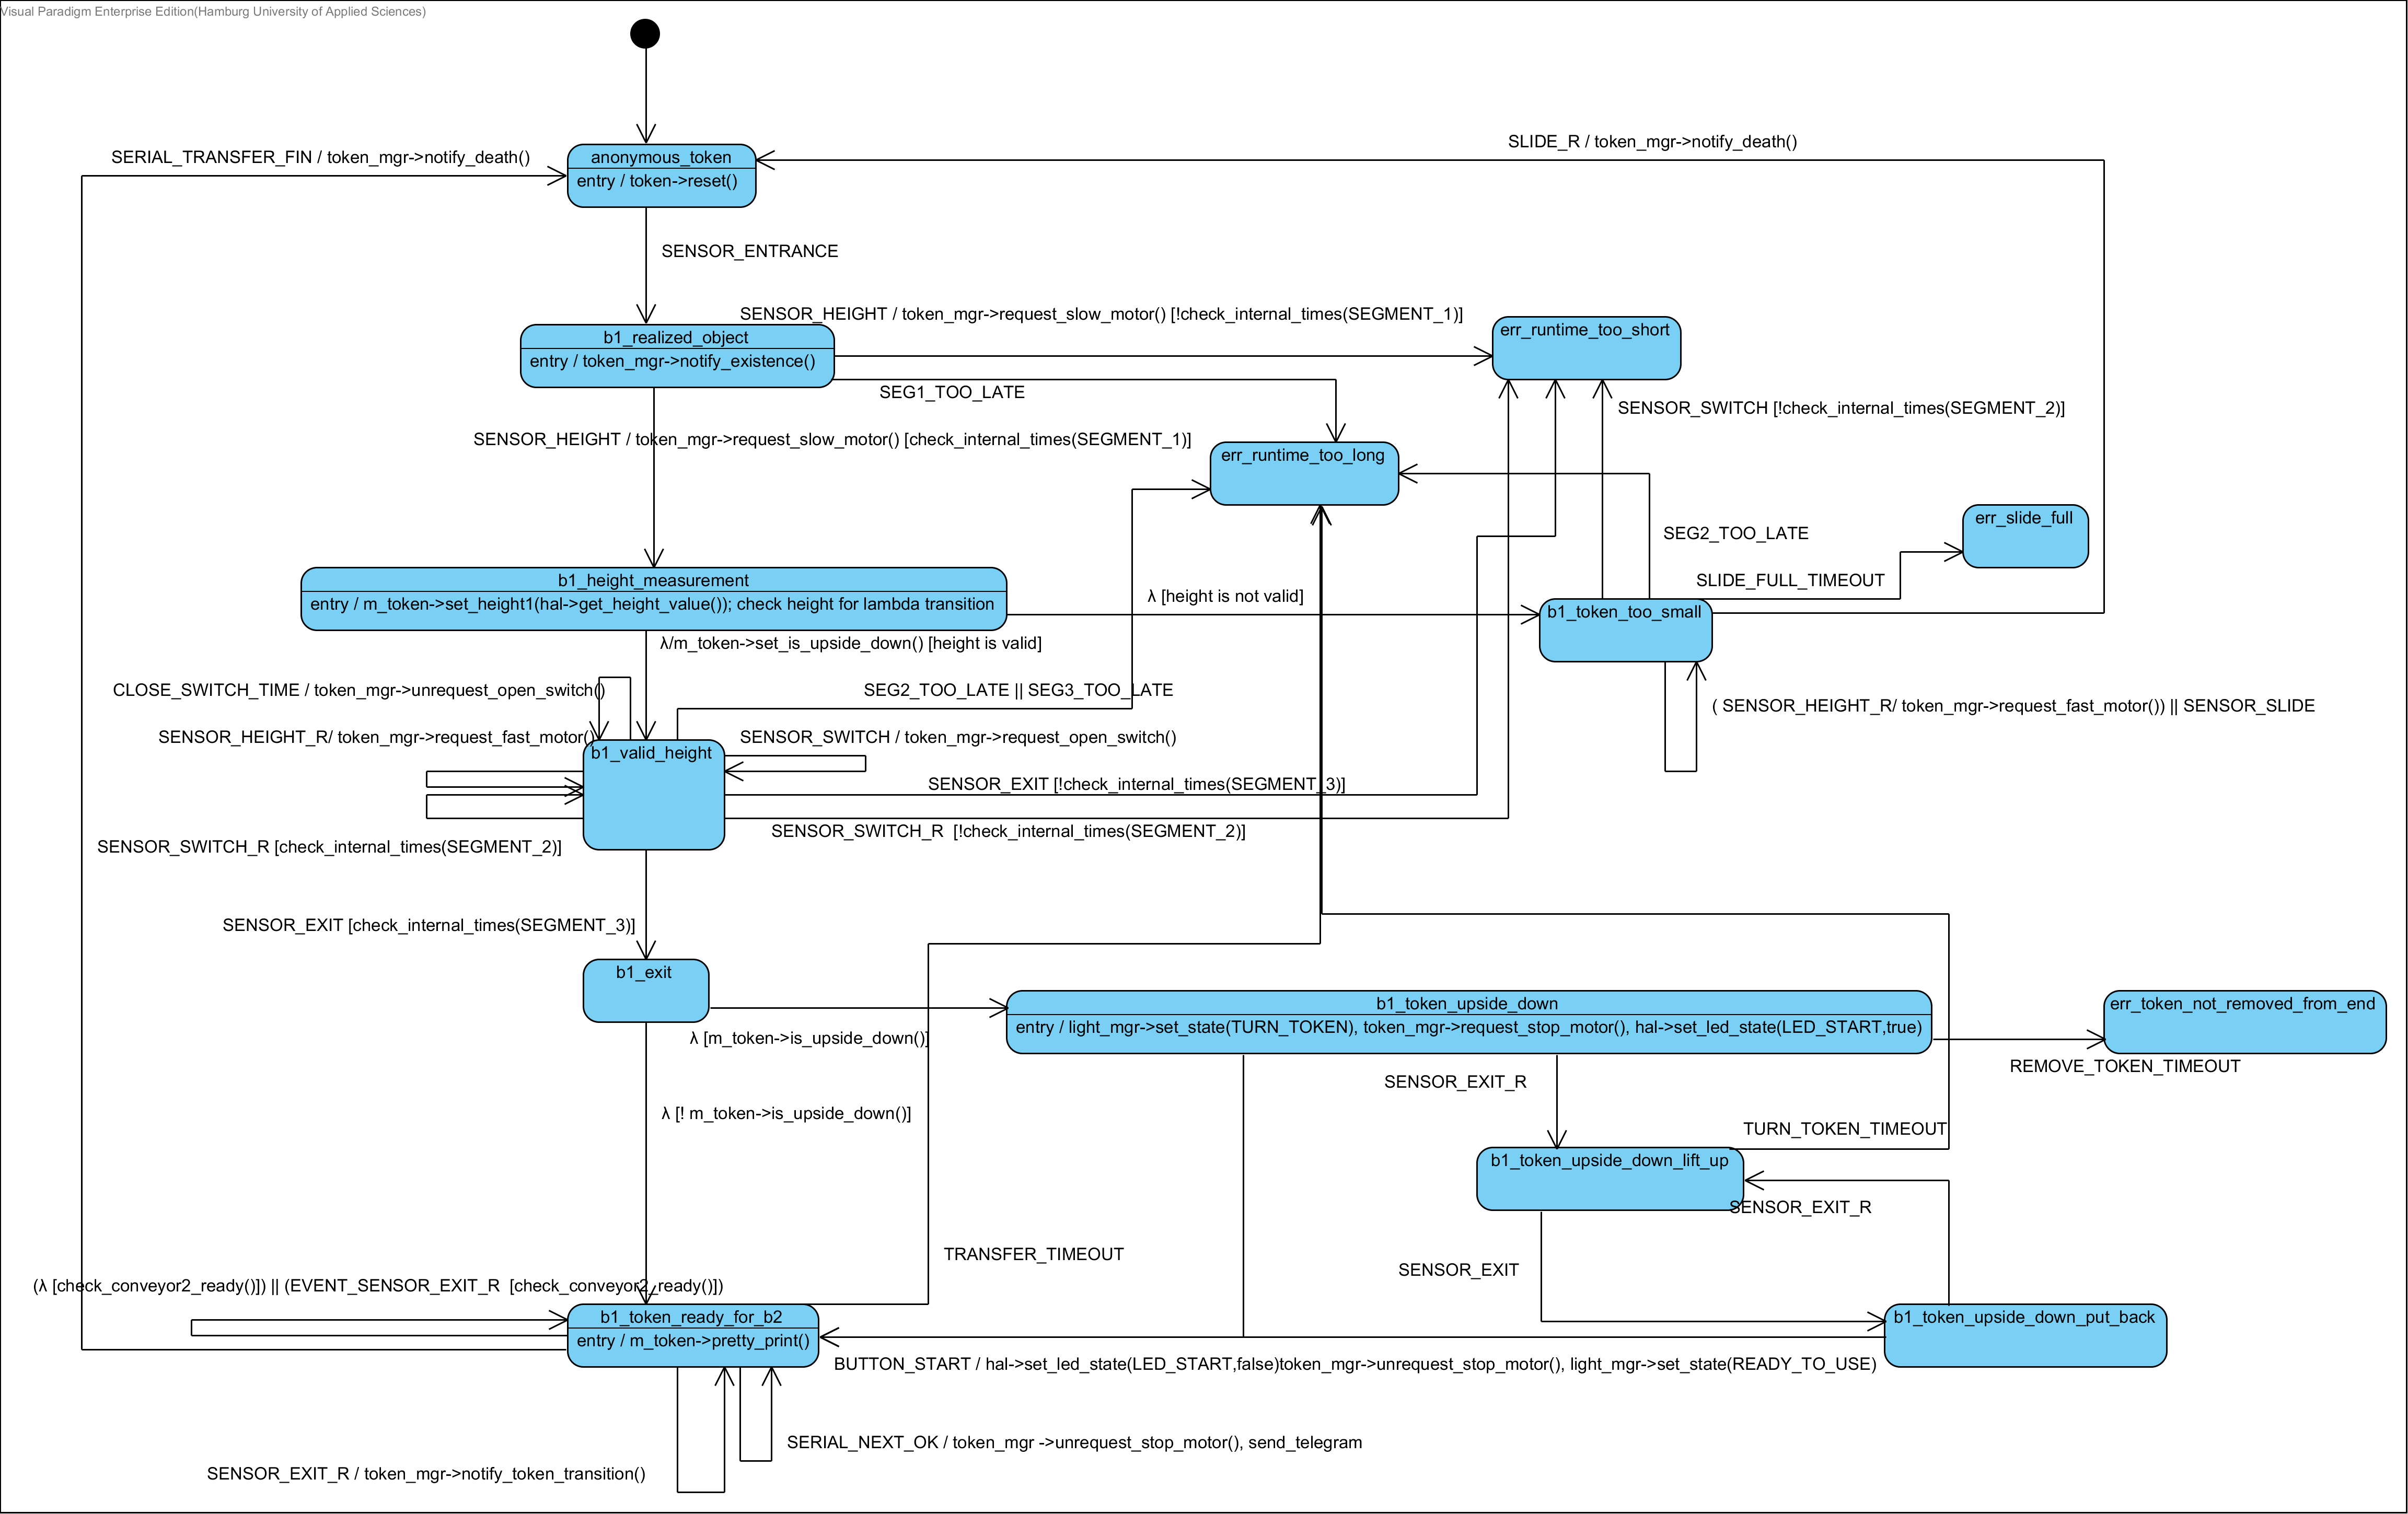 Visual Paradigm Enterprise Edition(Hamburg University of Applied Sciences)
SERIAL_TRANSFER_FIN / token_mgr->notify_death()
anonymous_token
entry / token->reset()
SLIDE_R / token_mgr->notify_death()
SENSOR_ENTRANCE
SENSOR_HEIGHT / token_mgr->request_slow_motor() [!check_internal_times(SEGMENT_1)]
b1_realized_object
entry / token_mgr->notify_existence()
err_runtime_too_short
SEG1_TOO_LATE
SENSOR_SWITCH [!check_internal_times(SEGMENT_2)]
SENSOR_HEIGHT / token_mgr->request_slow_motor() [check_internal_times(SEGMENT_1)]
err_runtime_too_long
err_slide_full
SEG2_TOO_LATE
SLIDE_FULL_TIMEOUT
b1_height_measurement
entry / m_token->set_height1(hal->get_height_value()); check height for lambda transition
λ [height is not valid]
b1_token_too_small
λ/m_token->set_is_upside_down() [height is valid]
CLOSE_SWITCH_TIME / token_mgr->unrequest_open_switch()
SEG2_TOO_LATE || SEG3_TOO_LATE
( SENSOR_HEIGHT_R/ token_mgr->request_fast_motor()) || SENSOR_SLIDE
SENSOR_HEIGHT_R/ token_mgr->request_fast_motor()
SENSOR_SWITCH / token_mgr->request_open_switch()
b1_valid_height
SENSOR_EXIT [!check_internal_times(SEGMENT_3)]
SENSOR_SWITCH_R  [!check_internal_times(SEGMENT_2)]
SENSOR_SWITCH_R [check_internal_times(SEGMENT_2)]
SENSOR_EXIT [check_internal_times(SEGMENT_3)]
b1_exit
λ [m_token->is_upside_down()]
b1_token_upside_down
entry / light_mgr->set_state(TURN_TOKEN), token_mgr->request_stop_motor(), hal->set_led_state(LED_START,true)
err_token_not_removed_from_end
REMOVE_TOKEN_TIMEOUT
SENSOR_EXIT_R
λ [! m_token->is_upside_down()]
TURN_TOKEN_TIMEOUT
b1_token_upside_down_lift_up
SENSOR_EXIT_R
TRANSFER_TIMEOUT
SENSOR_EXIT
(λ [check_conveyor2_ready()]) || (EVENT_SENSOR_EXIT_R  [check_conveyor2_ready()])
b1_token_ready_for_b2
entry / m_token->pretty_print()
b1_token_upside_down_put_back
BUTTON_START / hal->set_led_state(LED_START,false)token_mgr->unrequest_stop_motor(), light_mgr->set_state(READY_TO_USE)
SERIAL_NEXT_OK / token_mgr ->unrequest_stop_motor(), send_telegram
SENSOR_EXIT_R / token_mgr->notify_token_transition()